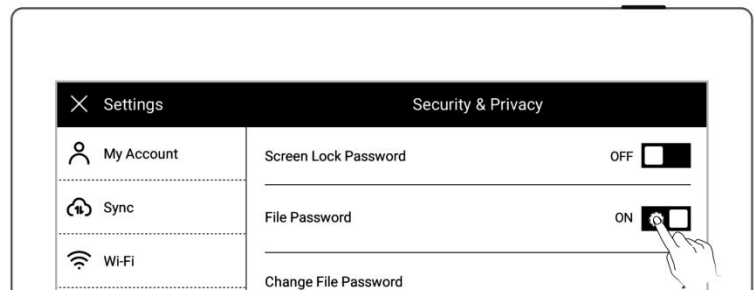 Settings
Security & Privacy
My Account
Screen Lock Password
OFF
Sync
File Password
ON
Wi-Fi
Change File Password